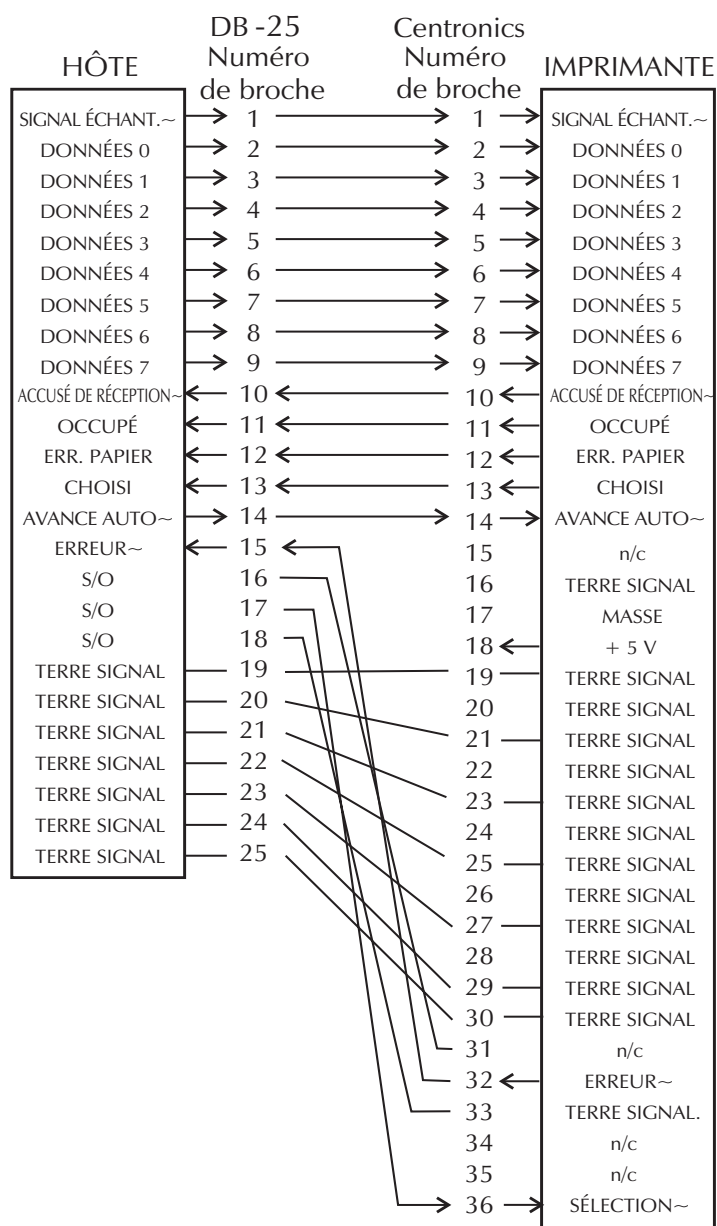 DB -25 Centronics
HÔTE Numéro Numéro IMPRIMANTE
de broche de broche
SIGNAL ÉCHANT.~ 1 1 SIGNAL ÉCHANT.~
DONNÉES 0 2 2 DONNÉES 0
DONNÉES 1 3 3 DONNÉES 1
DONNÉES 2 4 4 DONNÉES 2
DONNÉES 3 5 5 DONNÉES 3
DONNÉES 4 6 6 DONNÉES 4
DONNÉES 5 7 7 DONNÉES 5
DONNÉES 6 8 8 DONNÉES 6
DONNÉES 7 9 9 DONNÉES 7
ACCUSÉ DE RÉCEPTION~ 10 10 ACCUSÉ DE RÉCEPTION~
OCCUPÉ 11 11 OCCUPÉ
ERR. PAPIER 12 12 ERR. PAPIER
CHOISI 13 13 CHOISI
AVANCE AUTO~ 14 14 AVANCE AUTO~
ERREUR~ 15 15 n/c
S/O 16 16 TERRE SIGNAL
S/O 17 17 MASSE
S/O 18 18 + 5 V
TERRE SIGNAL 19 19 TERRE SIGNAL
TERRE SIGNAL 20 20 TERRE SIGNAL
TERRE SIGNAL 21 21 TERRE SIGNAL
TERRE SIGNAL 22 22 TERRE SIGNAL
TERRE SIGNAL 23 23 TERRE SIGNAL
TERRE SIGNAL 24 24 TERRE SIGNAL
TERRE SIGNAL 25 25 TERRE SIGNAL
26 TERRE SIGNAL
27 TERRE SIGNAL
28 TERRE SIGNAL
29 TERRE SIGNAL
30 TERRE SIGNAL
31 n/c
32 ERREUR~
33 TERRE SIGNAL.
34 n/c
35 n/c
36 SÉLECTION~